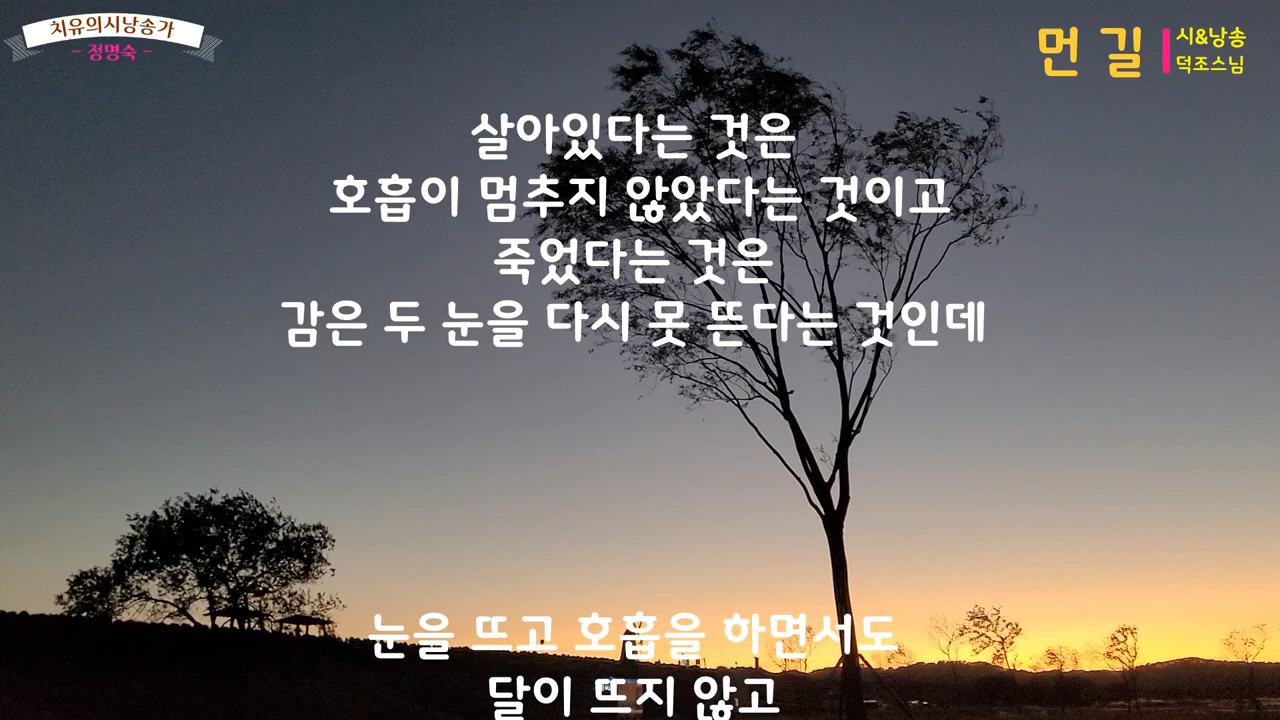 치유의시낭송가
- 정명숙 -
먼 길
시&낭송
덕조스님
살아있다는 것은
호흡이 멈추지 않았다는 것이고
죽었다는 것은
감은 두 눈을 다시 못 뜬다는 것인데
눈을 뜨고 호흡을 하면서도
달이 뜨지 않고